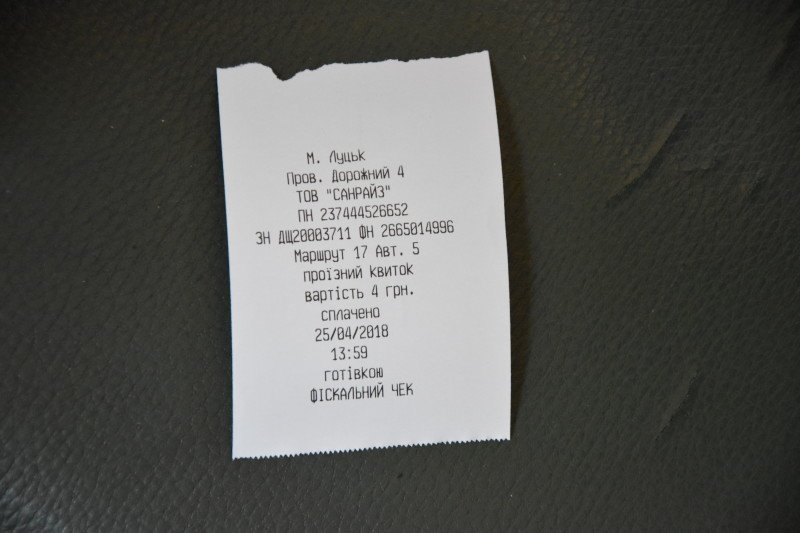 М. Луцьк
Пров. Дорожний 4
ТОВ "САНРАЙЗ"
ПН 237444526652
ЗН ДЩ20003711 ФН 2665014996
Маршрут 17 Авт. 5
проїзний квиток
вартість 4 грн.
сплачено
25/04/2018
13:59
готівкою
ФІСКАЛЬНИЙ ЧЕК